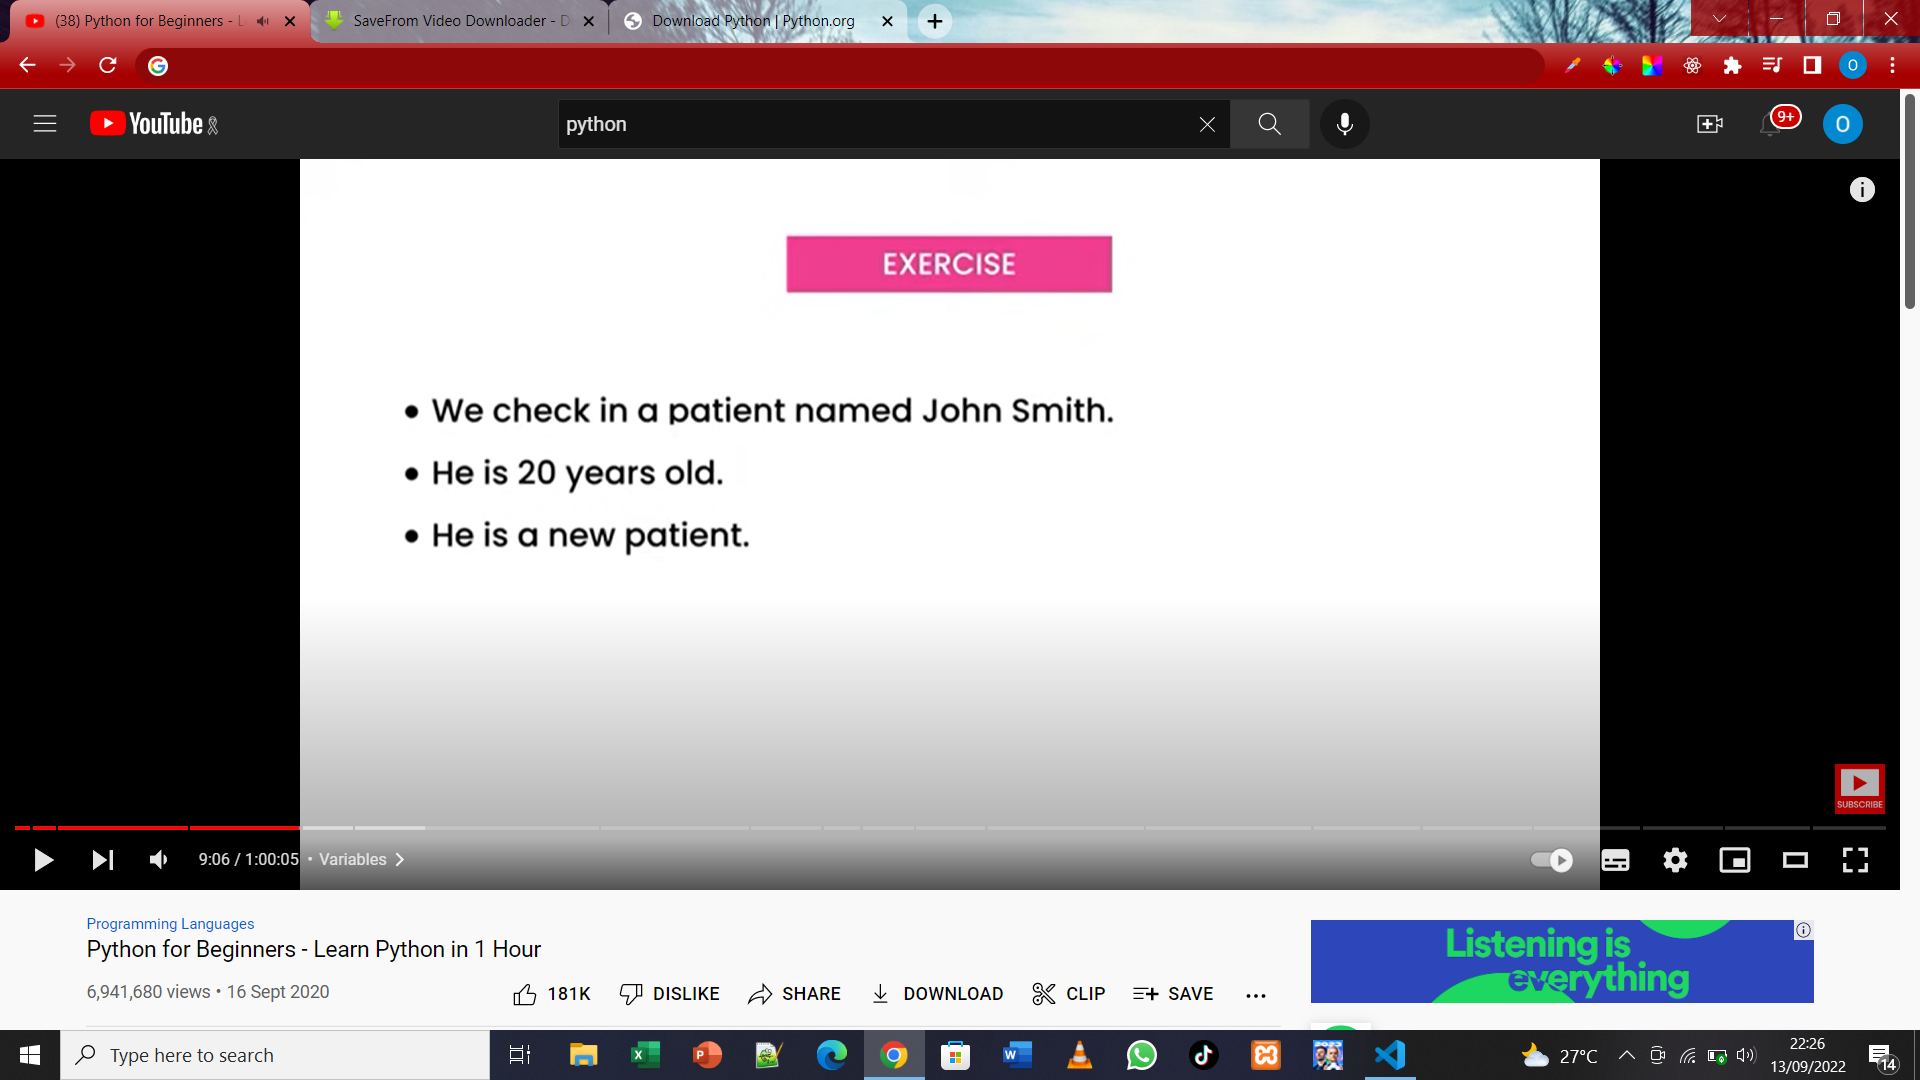 (38) Python for Beginners - L
SaveFrom Video Downloader - D
Download Python | Python.org
O
YouTube
python
9+
O
EXERCISE
• We check in a patient named John Smith.
• He is 20 years old.
• He is a new patient.
SUBSCRIBE
9:06 / 1:00:05 • Variables
Programming Languages
Python for Beginners - Learn Python in 1 Hour
6,941,680 views • 16 Sept 2020
181K DISLIKE SHARE DOWNLOAD CLIP SAVE ...
Listening is
everything
Type here to search
27°C
22:26
13/09/2022
14